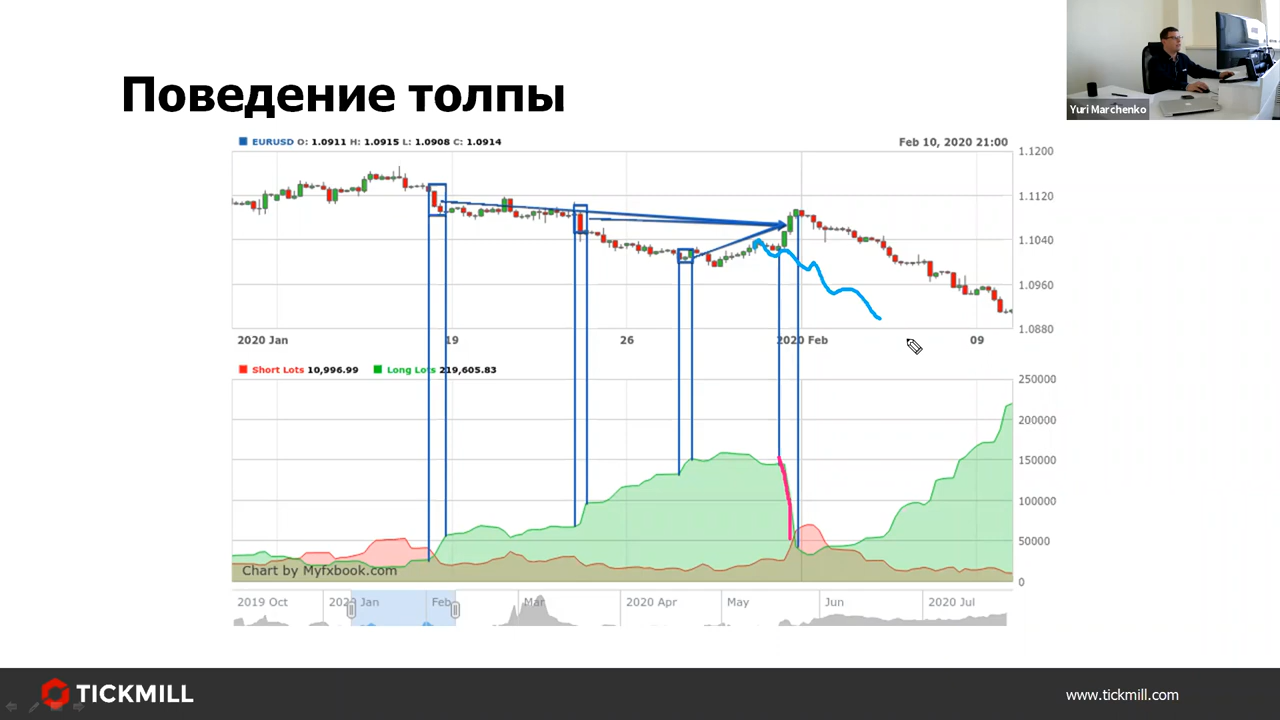 Yuri Marchenko
Поведение толпы
EURUSD O: 1.0911 H: 1.0915 L: 1.0908 C: 1.0914
Feb 10, 2020 21:00
1.1200
1.1120
1.1040
1.0960
1.0880
2020 Jan 19 26 2020 Feb 09
Short Lots 10,996.99 Long Lots 219,605.83
250000
200000
150000
100000
50000
0
Chart by Myfxbook.com
2019 Oct 2020 Jan Feb Mar 2020 Apr May Jun 2020 Jul
TICKMILL
www.tickmill.com